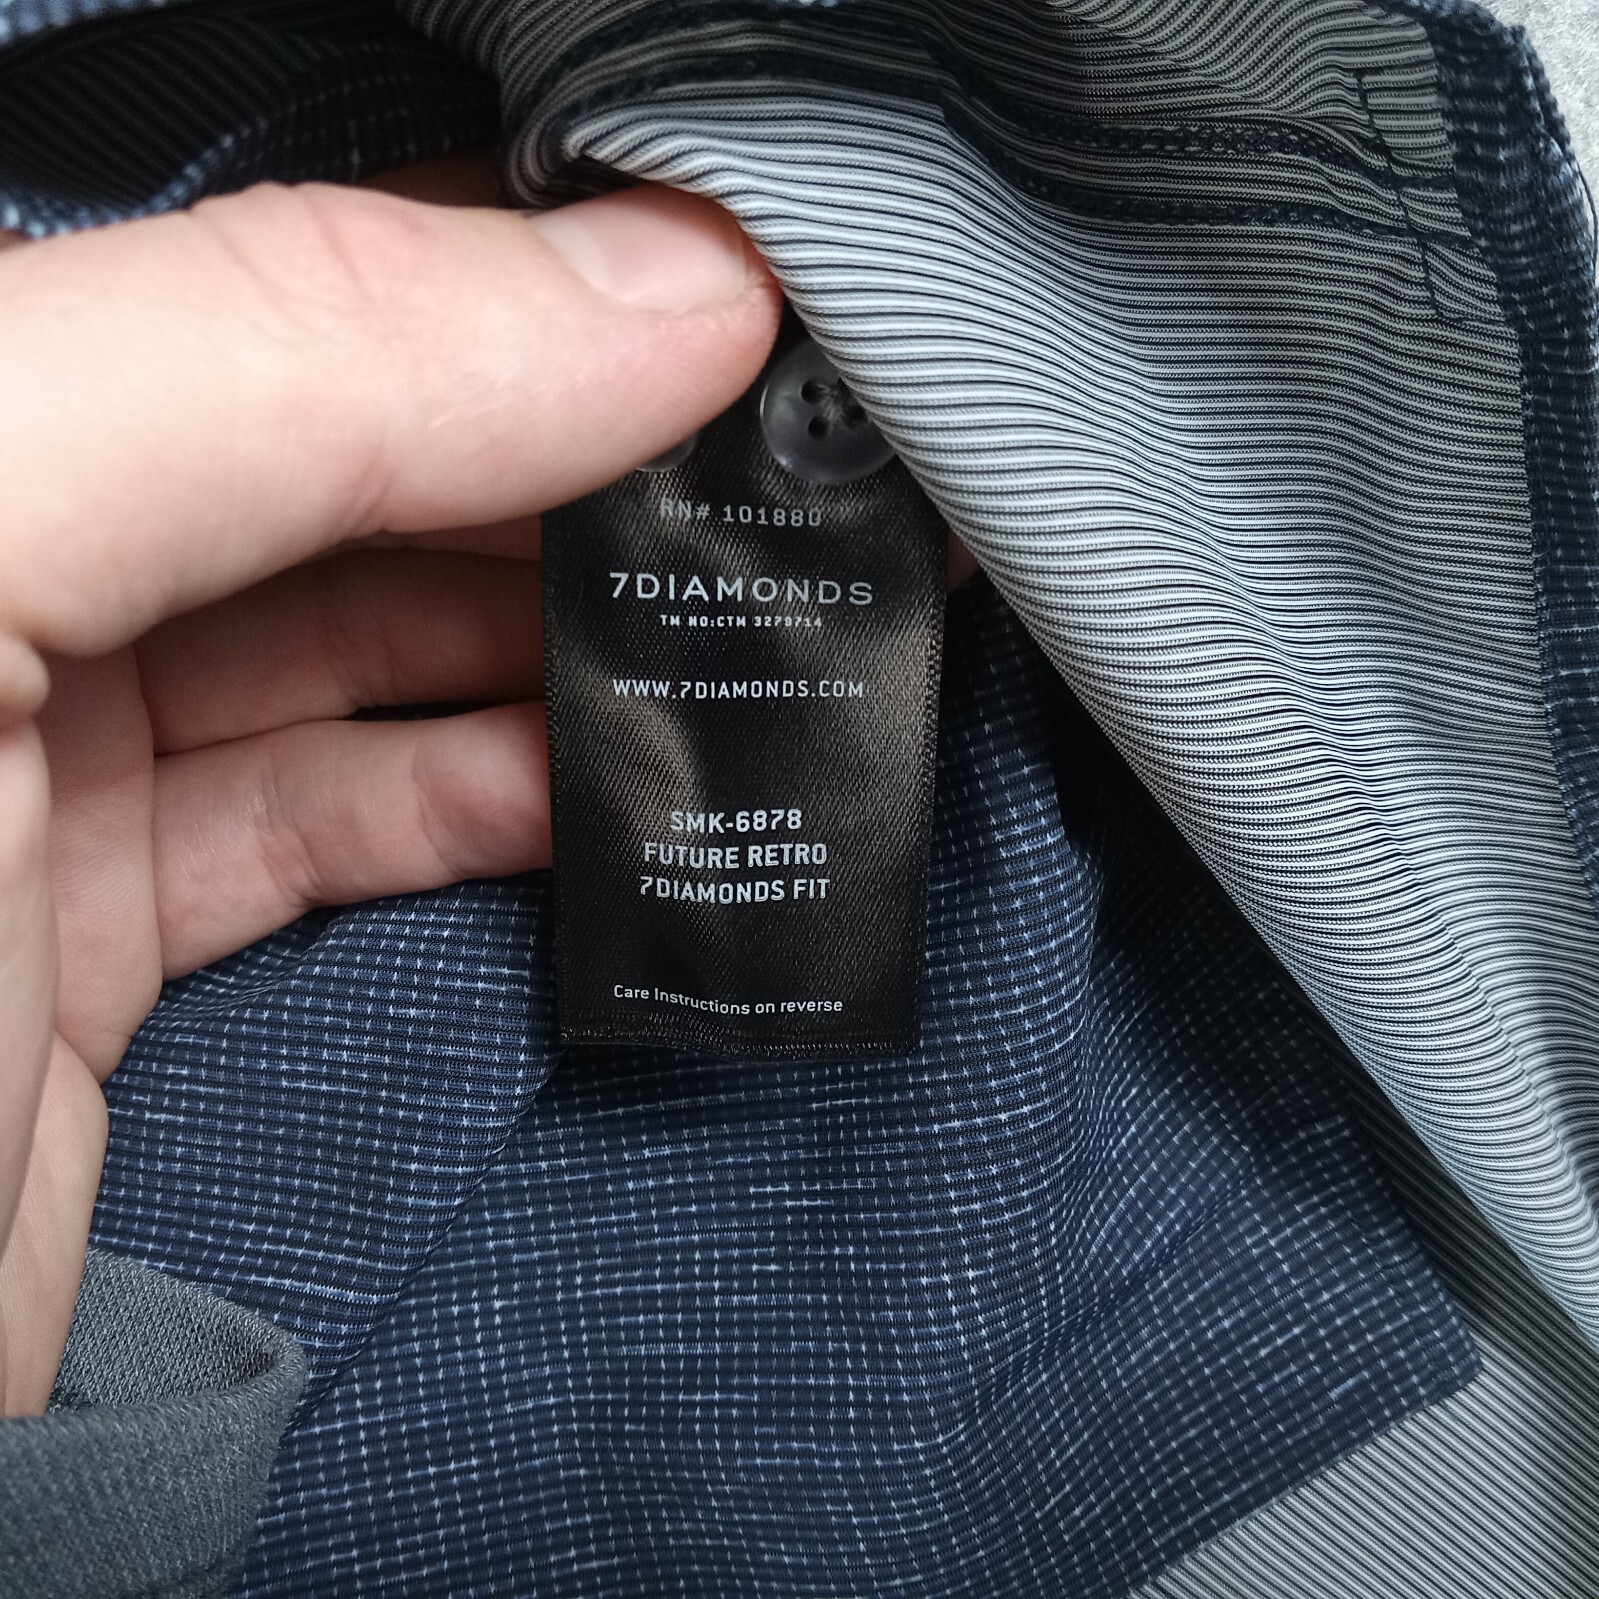 RN# 101880
7DIAMONDS
TM NO:CTM 3279714
WWW.7DIAMONDS.COM
SMK-6878
FUTURE RETRO
7DIAMONDS FIT
Care Instructions on reverse